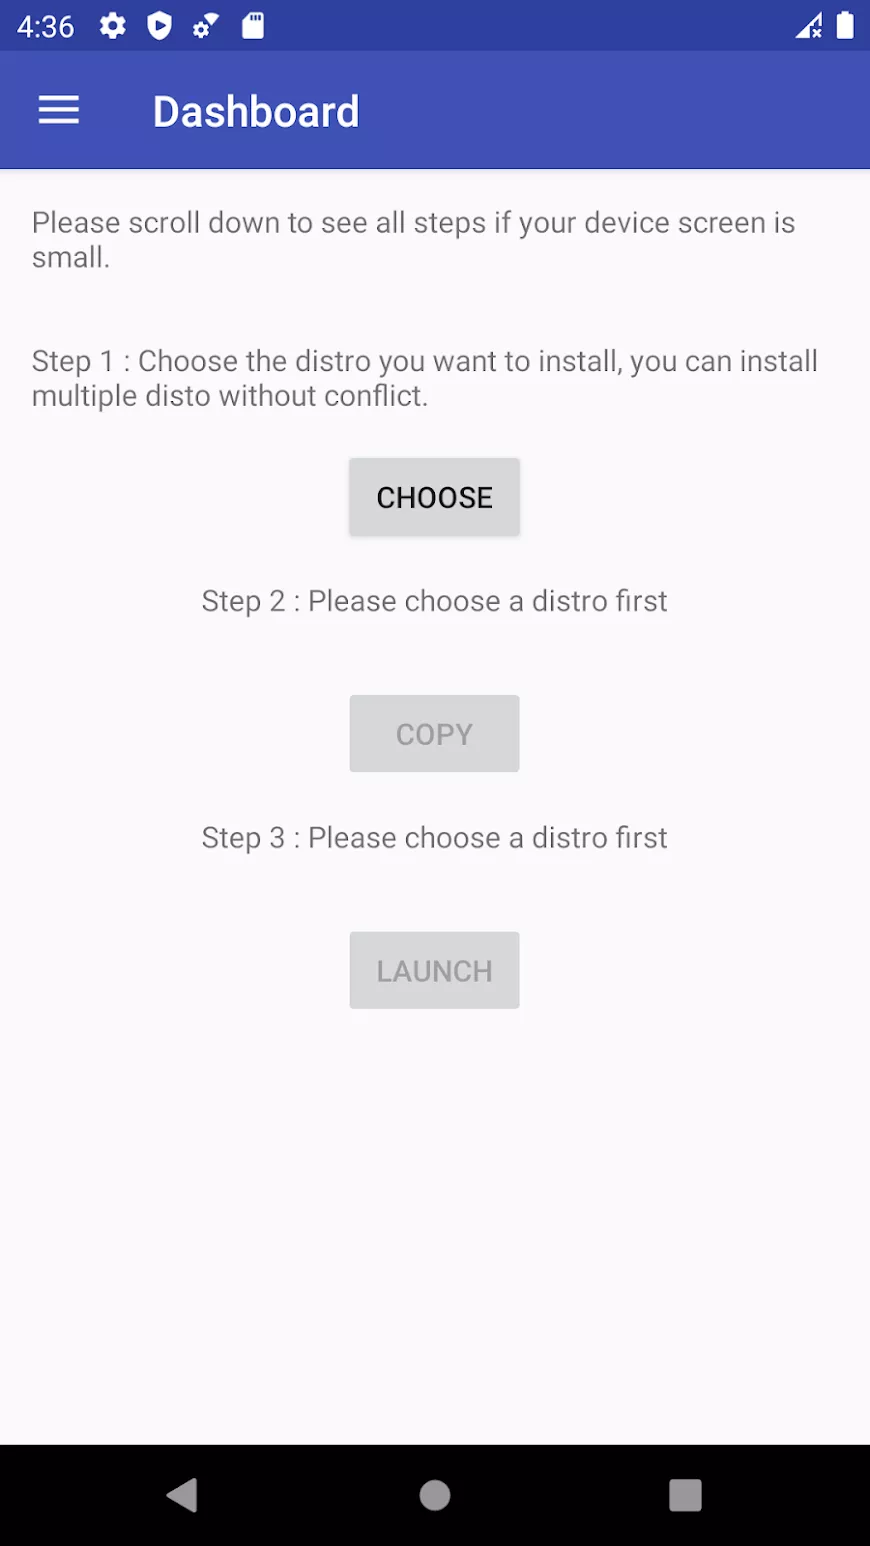 4:36
Dashboard
Please scroll down to see all steps if your device screen is
small.
Step 1 : Choose the distro you want to install, you can install
multiple disto without conflict.
CHOOSE
Step 2 : Please choose a distro first
COPY
Step 3 : Please choose a distro first
LAUNCH